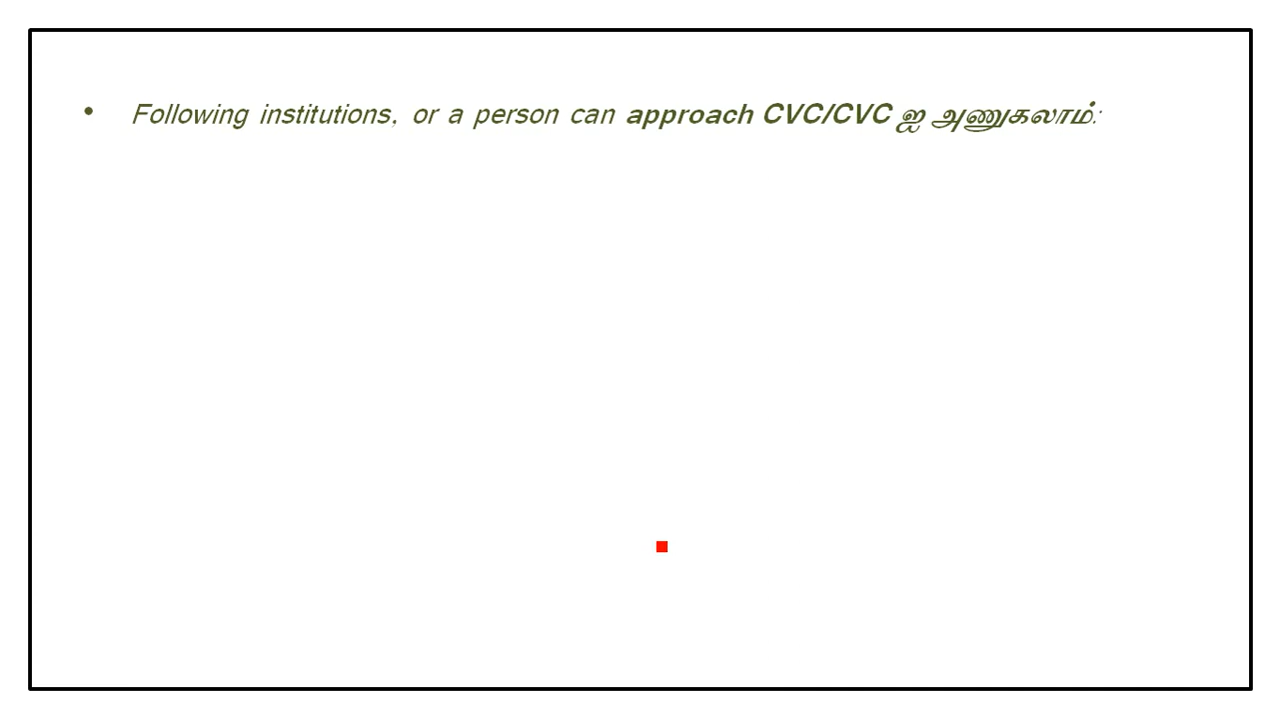 • Following institutions, or a person can approach CVC/CVC ஐ அணுகலாம்: